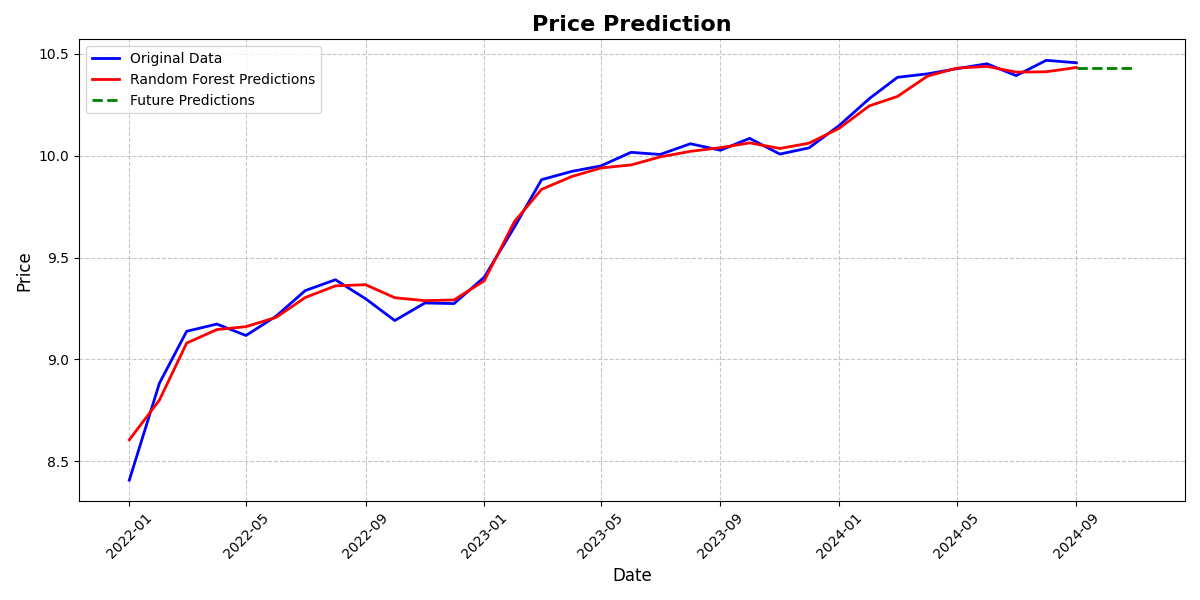 Price Prediction
Original Data
Random Forest Predictions
Future Predictions
Price
10.5
10.0
9.5
9.0
8.5
2022-01
2022-05
2022-09
2023-01
2023-05
2023-09
2024-01
2024-05
2024-09
Date